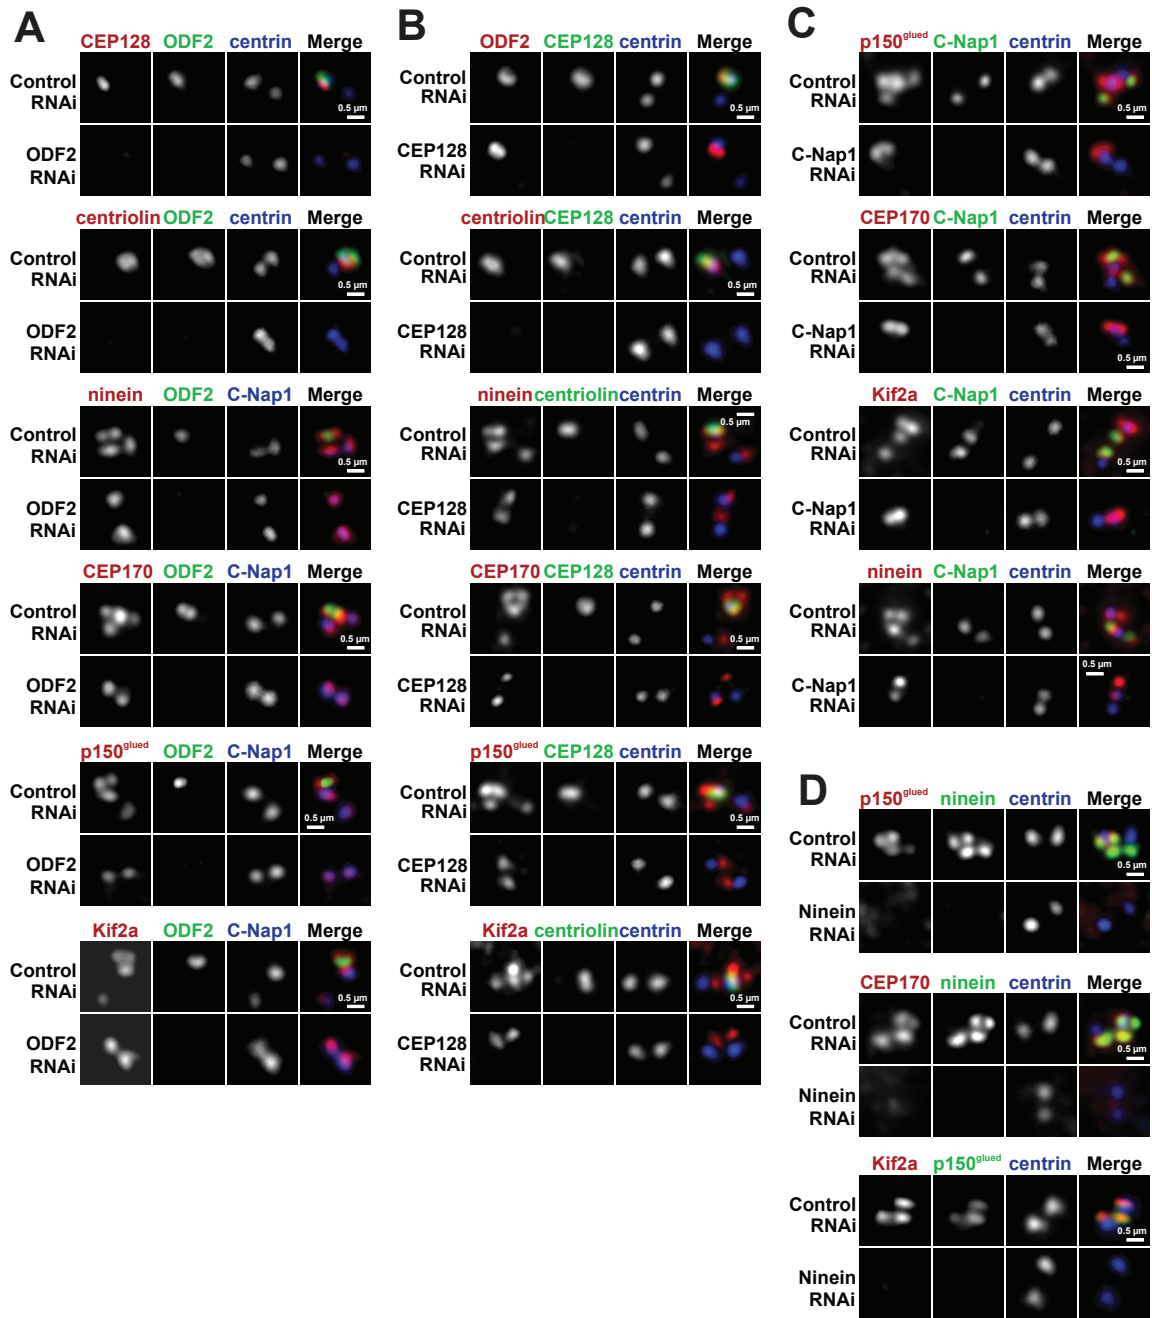 A
CEP128 ODF2 centrin Merge
Control
RNAi
0.5 µm
ODF2
RNAi
centriolin ODF2 centrin Merge
Control
RNAi
0.5 µm
ODF2
RNAi
ninein ODF2 C-Nap1 Merge
Control
RNAi
0.5 µm
ODF2
RNAi
CEP170 ODF2 C-Nap1 Merge
Control
RNAi
0.5 µm
ODF2
RNAi
p150glued ODF2 C-Nap1 Merge
Control
RNAi
0.5 µm
ODF2
RNAi
Kif2a ODF2 C-Nap1 Merge
Control
RNAi
0.5 µm
ODF2
RNAi
B
ODF2 CEP128 centrin Merge
Control
RNAi
0.5 µm
CEP128
RNAi
centriolin CEP128 centrin Merge
Control
RNAi
0.5 µm
CEP128
RNAi
ninein centriolin centrin Merge
Control
RNAi
0.5 µm
CEP128
RNAi
CEP170 CEP128 centrin Merge
Control
RNAi
0.5 µm
CEP128
RNAi
p150glued CEP128 centrin Merge
Control
RNAi
0.5 µm
CEP128
RNAi
Kif2a centriolin centrin Merge
Control
RNAi
0.5 µm
CEP128
RNAi
C
p150glued C-Nap1 centrin Merge
Control
RNAi
0.5 µm
C-Nap1
RNAi
CEP170 C-Nap1 centrin Merge
Control
RNAi
C-Nap1
RNAi
0.5 µm
Kif2a C-Nap1 centrin Merge
Control
RNAi
0.5 µm
C-Nap1
RNAi
ninein C-Nap1 centrin Merge
Control
RNAi
C-Nap1
RNAi
0.5 µm
D
p150glued ninein centrin Merge
Control
RNAi
0.5 µm
Ninein
RNAi
CEP170 ninein centrin Merge
Control
RNAi
0.5 µm
Ninein
RNAi
Kif2a p150glued centrin Merge
Control
RNAi
0.5 µm
Ninein
RNAi